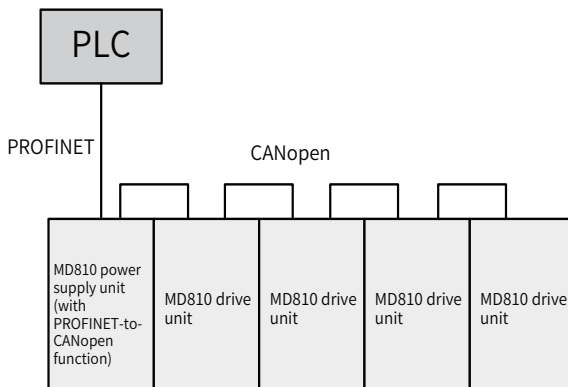 PLC
PROFINET
CANopen
MD810 power
supply unit
(with
PROFINET-to-
CANopen
function)
MD810 drive
unit
MD810 drive
unit
MD810 drive
unit
MD810 drive
unit